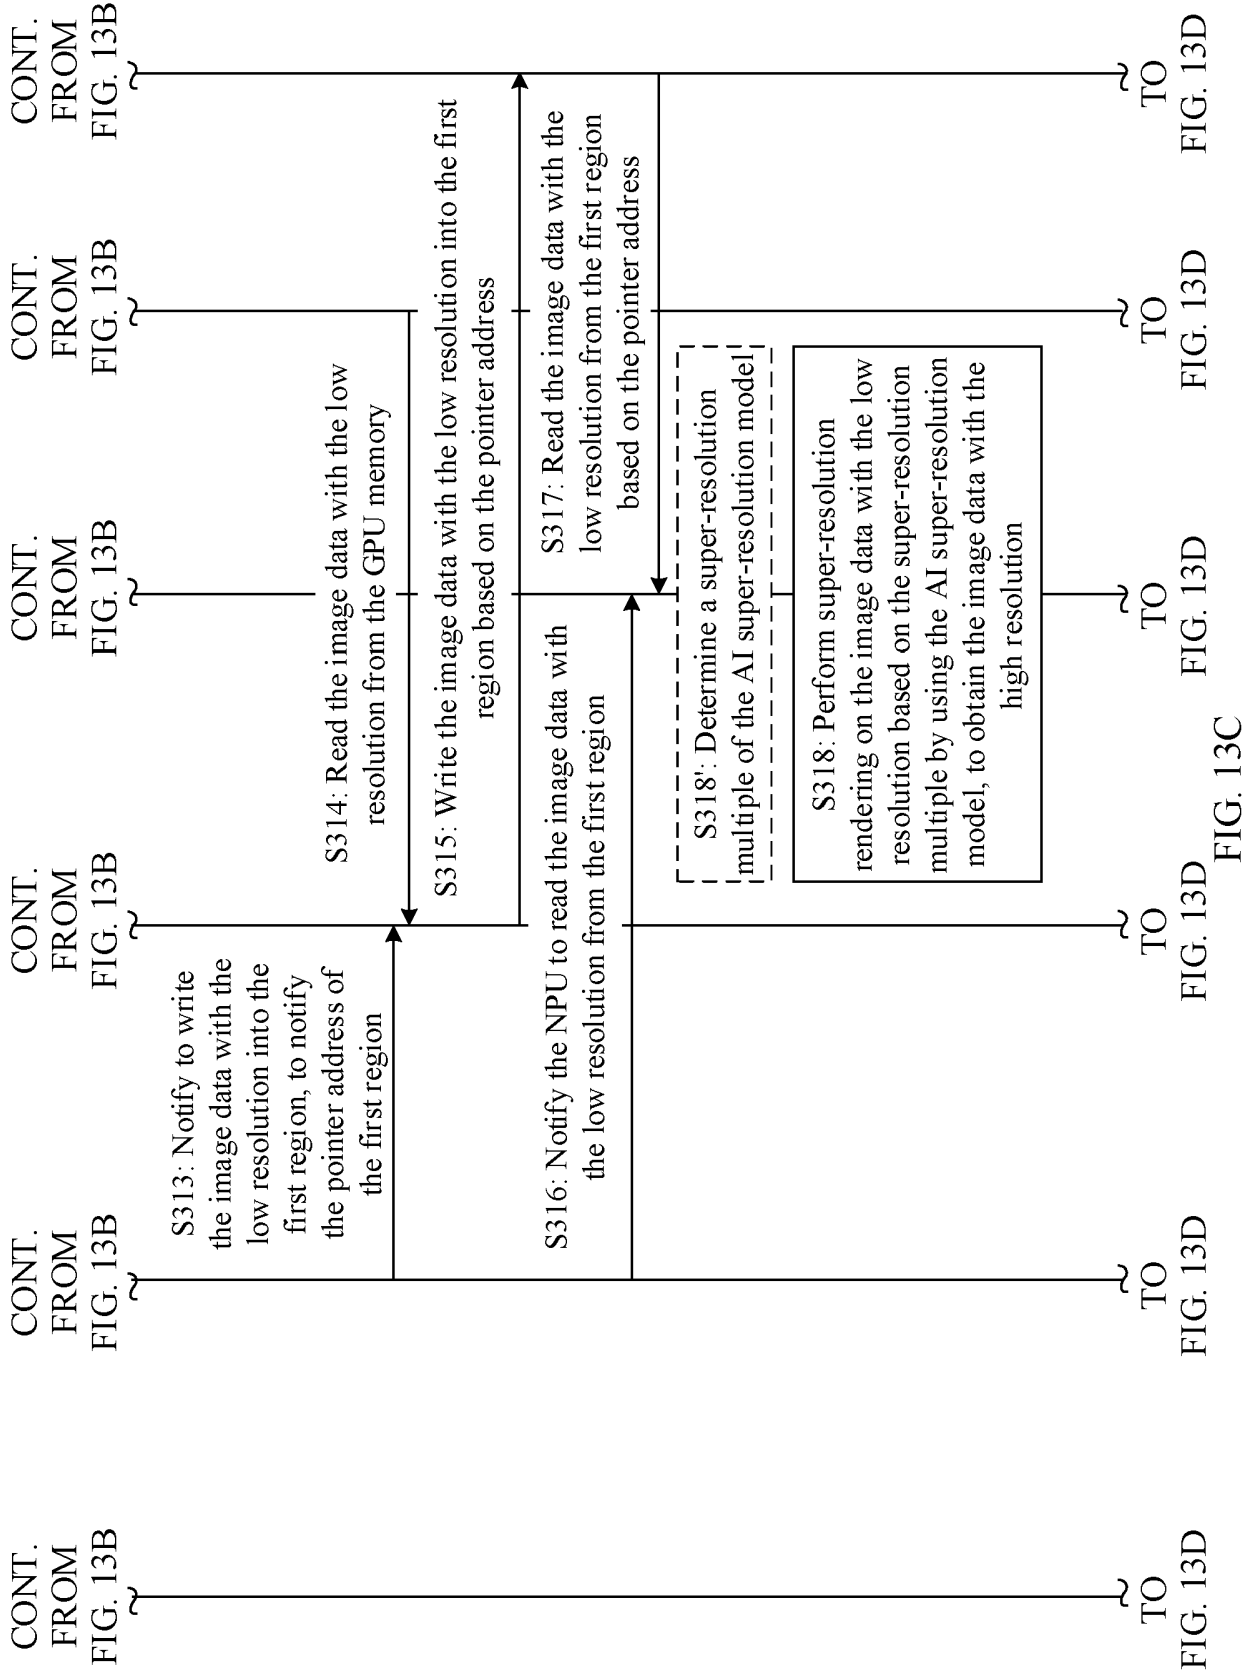 CONT.
FROM
FIG. 13B
CONT.
FROM
FIG. 13B
CONT.
FROM
FIG. 13B
CONT.
FROM
FIG. 13B
CONT.
FROM
FIG. 13B
CONT.
FROM
FIG. 13B
S313: Notify to write
the image data with the
low resolution into the
first region, to notify
the pointer address of
the first region
S314: Read the image data with the low
resolution from the GPU memory
S315: Write the image data with the low resolution into the first
region based on the pointer address
S316: Notify the NPU to read the image data with
the low resolution from the first region
S317: Read the image data with the
low resolution from the first region
based on the pointer address
S318': Determine a super-resolution
multiple of the AI super-resolution model
S318: Perform super-resolution
rendering on the image data with the low
resolution based on the super-resolution
multiple by using the AI super-resolution
model, to obtain the image data with the
high resolution
TO
FIG. 13D
TO
FIG. 13D
TO
FIG. 13D
TO
FIG. 13D
TO
FIG. 13D
TO
FIG. 13D
FIG. 13C